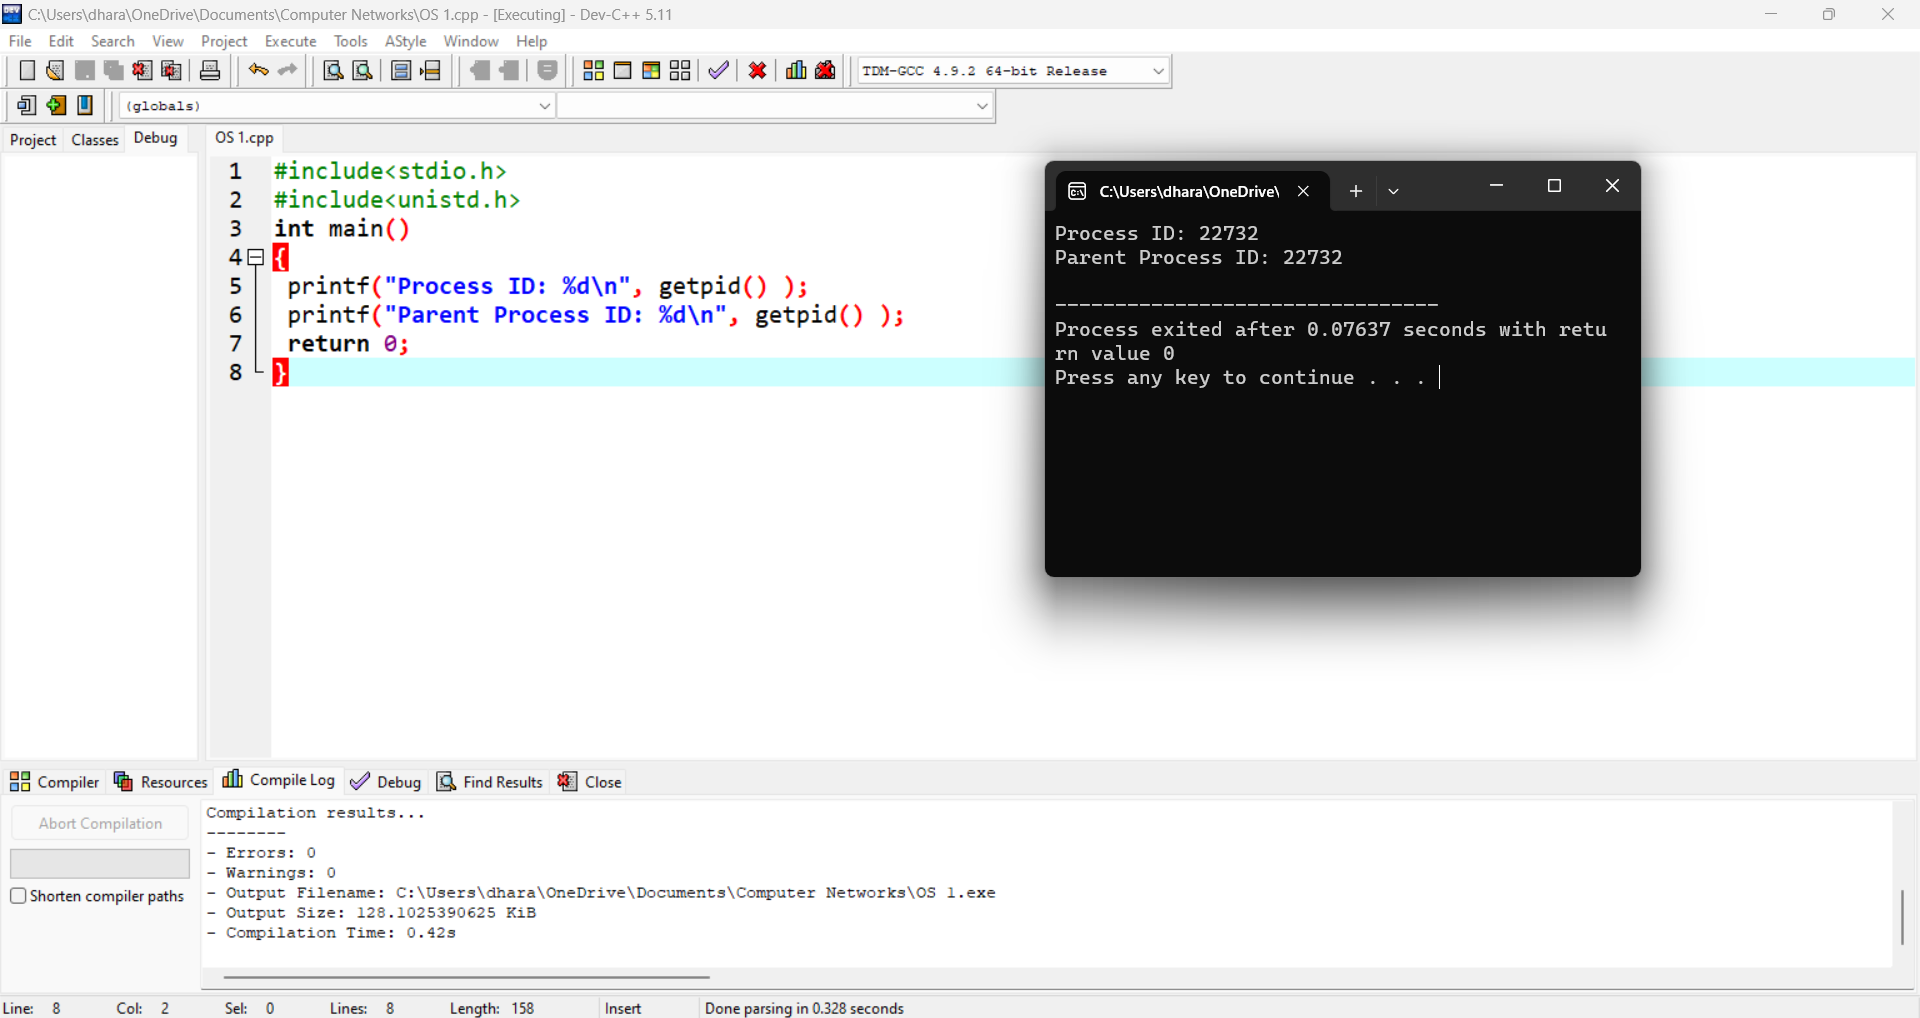 C:\Users\dhara\OneDrive\Documents\Computer Networks\OS 1.cpp - [Executing] - Dev-C++ 5.11
File Edit Search View Project Execute Tools AStyle Window Help
TDM-GCC 4.9.2 64-bit Release
(globals)
Project Classes Debug OS 1.cpp
1 #include<stdio.h>
2 #include<unistd.h>
3 int main()
4 {
5 printf("Process ID: %d\n", getpid() );
6 printf("Parent Process ID: %d\n", getpid() );
7 return 0;
8 }
C:\Users\dhara\OneDrive\
Process ID: 22732
Parent Process ID: 22732
--------------------------------
Process exited after 0.07637 seconds with retu
rn value 0
Press any key to continue . . .
Compiler Resources Compile Log Debug Find Results Close
Abort Compilation
Shorten compiler paths
Compilation results...
--------
- Errors: 0
- Warnings: 0
- Output Filename: C:\Users\dhara\OneDrive\Documents\Computer Networks\OS 1.exe
- Output Size: 128.1025390625 KiB
- Compilation Time: 0.42s
Line: 8 Col: 2 Sel: 0 Lines: 8 Length: 158 Insert Done parsing in 0.328 seconds